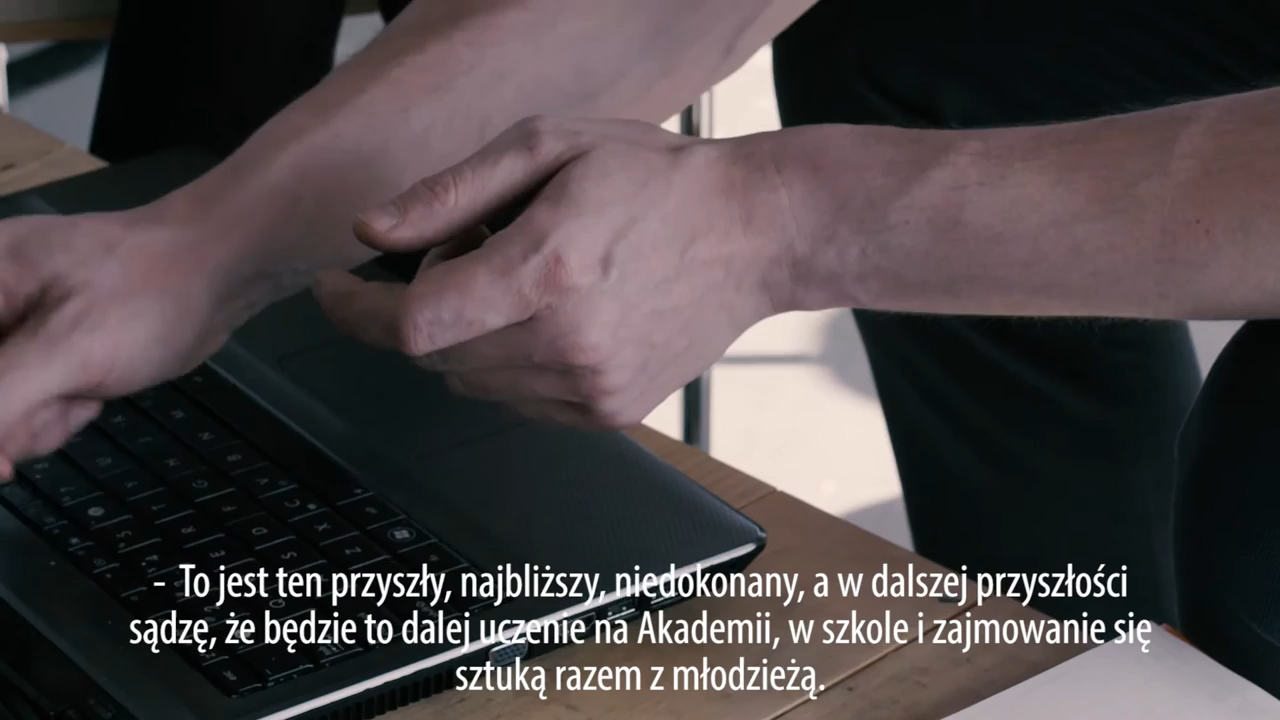 - To jest ten przyszły, najbliższy, niedokonany, a w dalszej przyszłości
sądzę, że będzie to dalej uczenie na Akademii, w szkole i zajmowanie się
sztuką razem z młodzieżą.